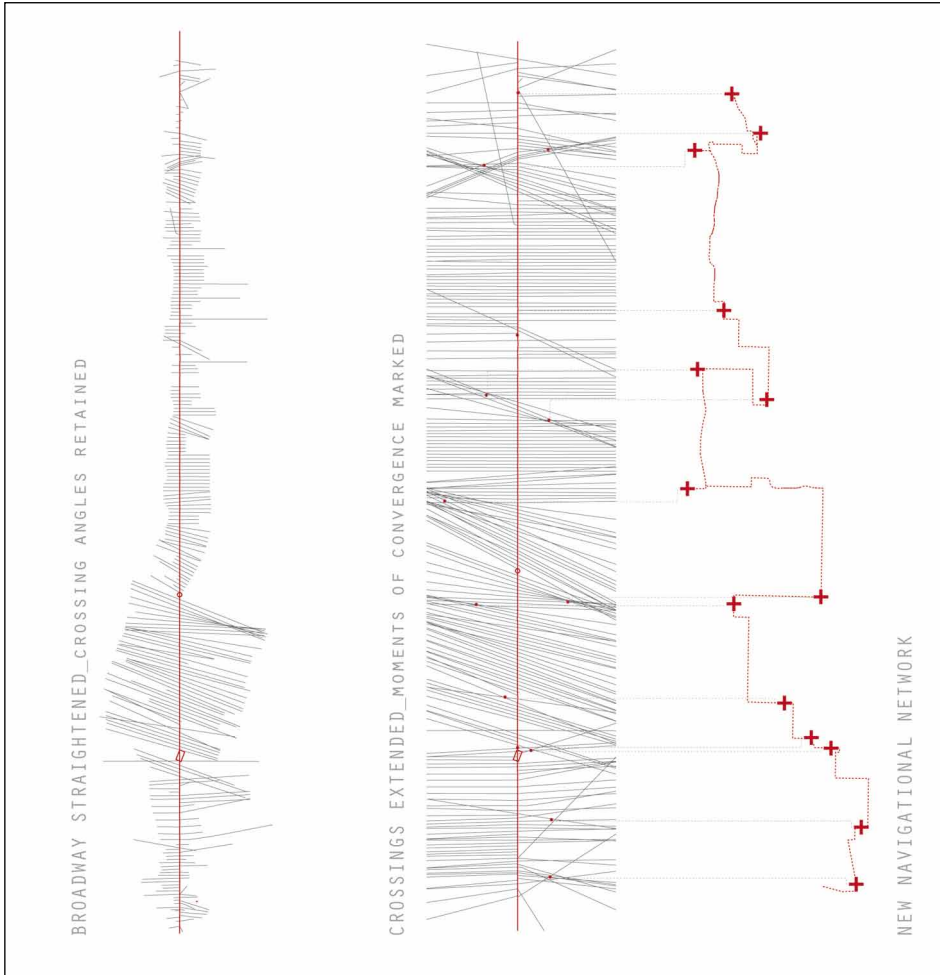 BROADWAY STRAIGHTENED_CROSSING ANGLES RETAINED
CROSSINGS EXTENDED_MOMENTS OF CONVERGENCE MARKED
NEW NAVIGATIONAL NETWORK